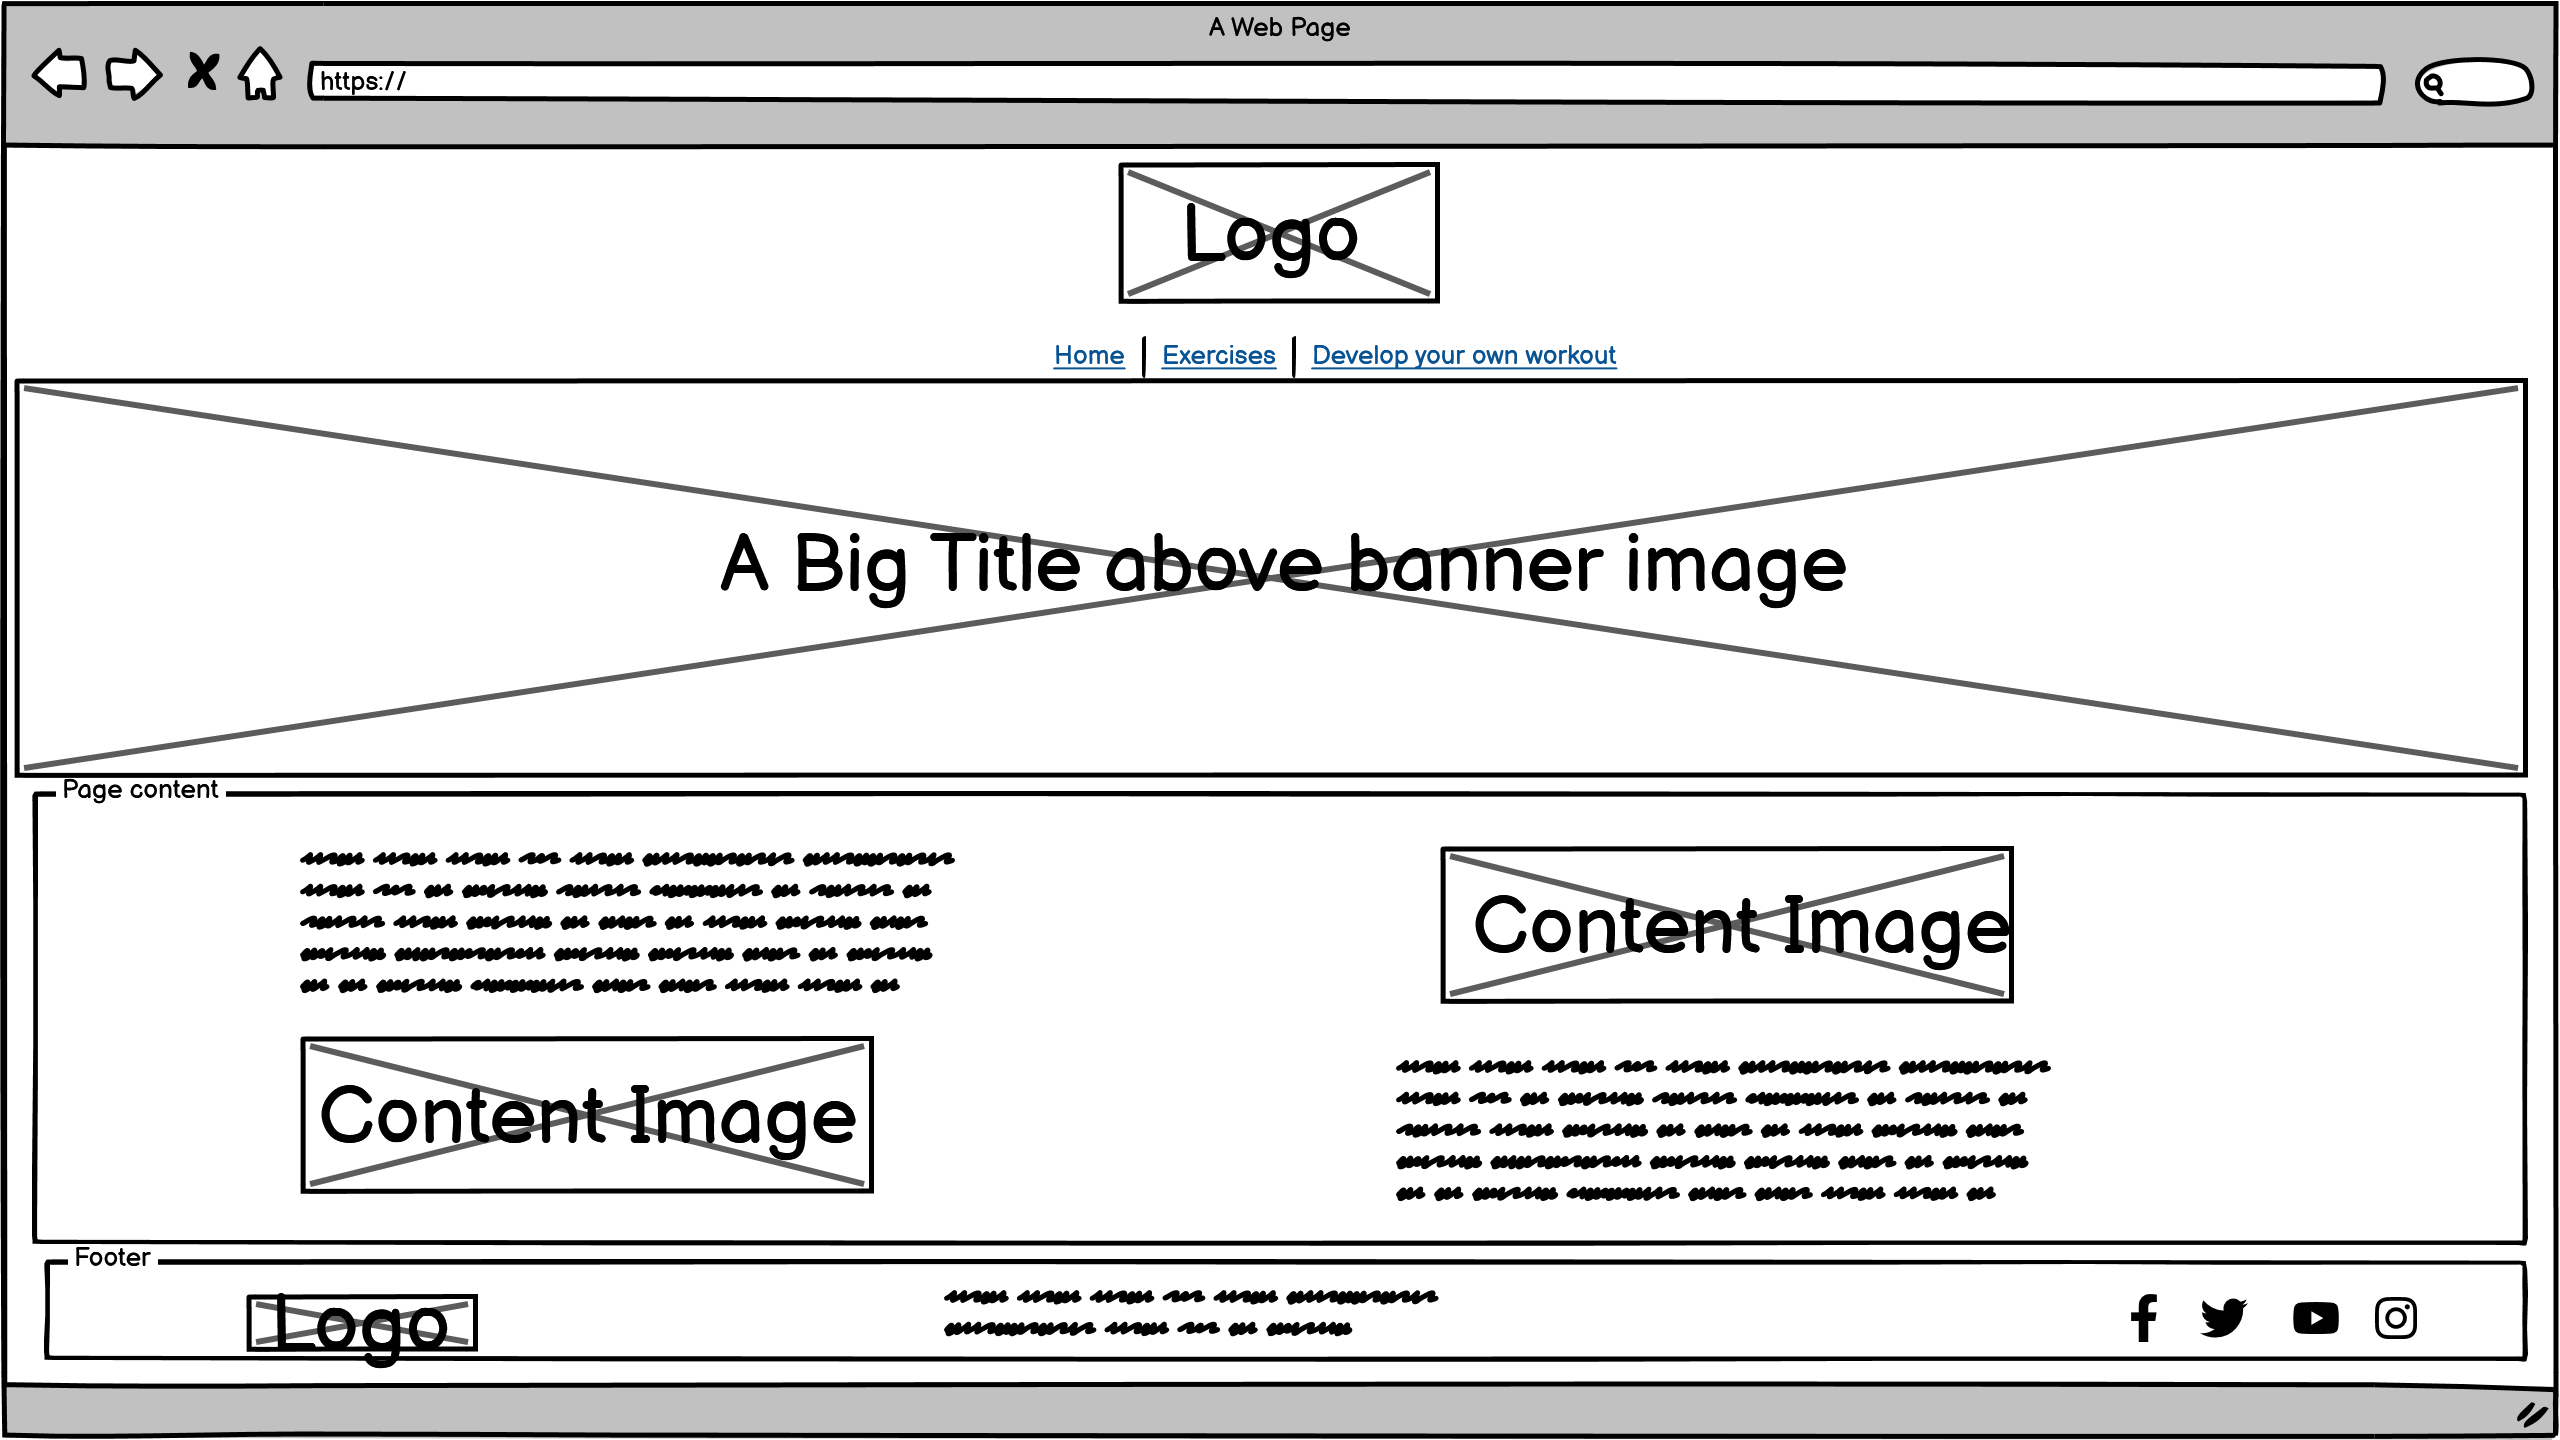 A Web Page
https://
Logo
Home | Exercises | Develop your own workout
A Big Title above banner image
Page content
Content Image
Content Image
Footer
Logo